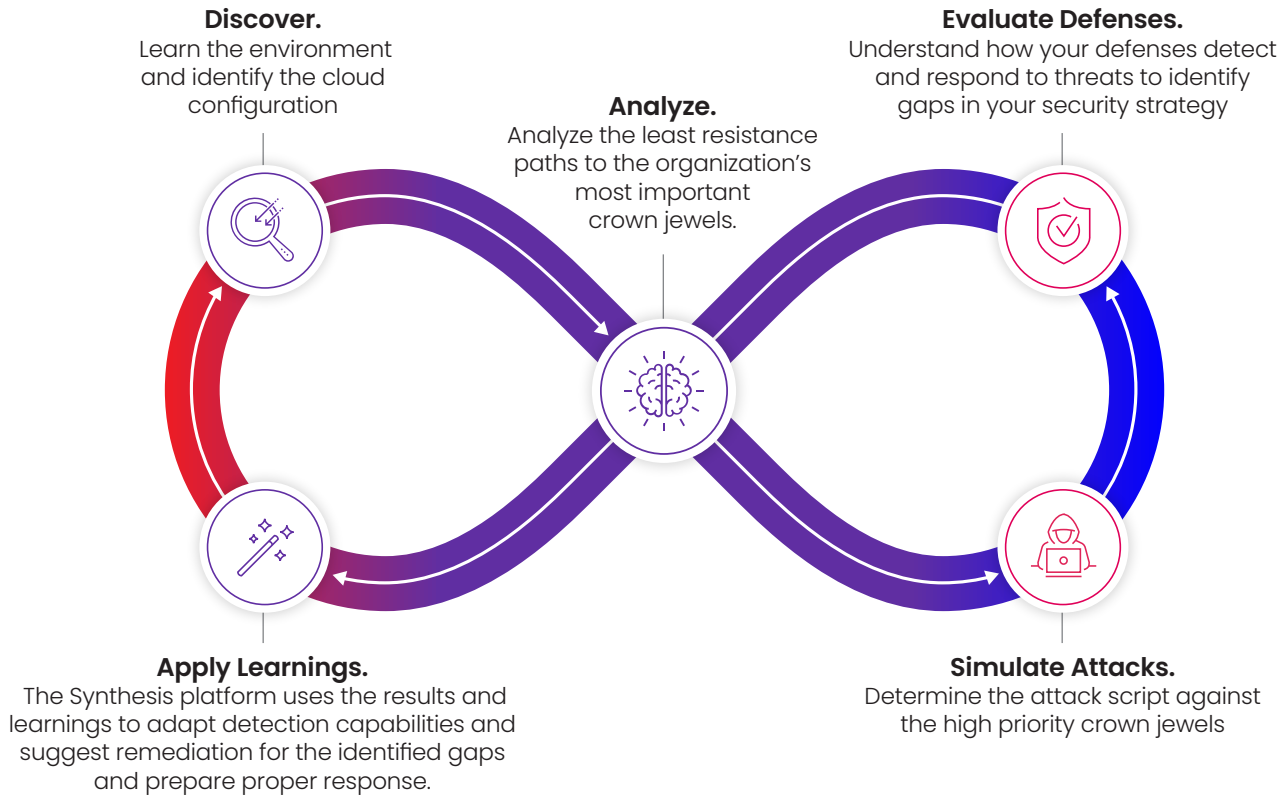 Discover.
Learn the environment
and identify the cloud
configuration
Analyze.
Analyze the least resistance
paths to the organization's
most important
crown jewels.
Evaluate Defenses.
Understand how your defenses detect
and respond to threats to identify
gaps in your security strategy
Apply Learnings.
The Synthesis platform uses the results and
learnings to adapt detection capabilities and
suggest remediation for the identified gaps
and prepare proper response.
Simulate Attacks.
Determine the attack script against
the high priority crown jewels